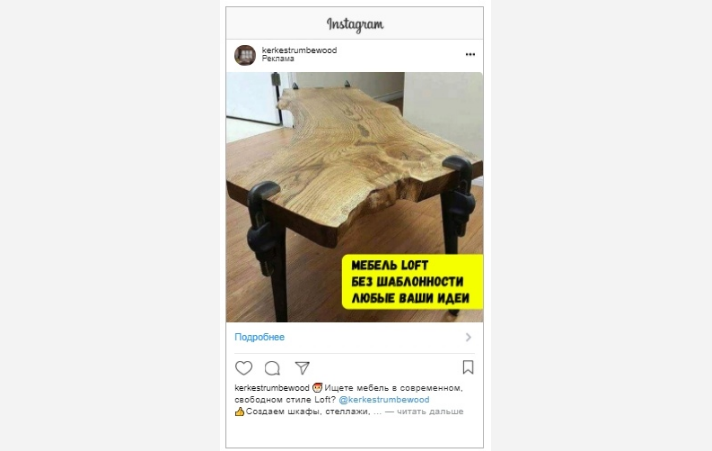 Instagram
kerkestrumbewood
Реклама
МЕБЕЛЬ LOFT
БЕЗ ШАБЛОННОСТИ
ЛЮБЫЕ ВАШИ ИДЕИ
Подробнее
kerkestrumbewood Ищете мебель в современном,
свободном стиле Loft? @kerkestrumbewood
Создаем шкафы, стеллажи, ... — читать дальше